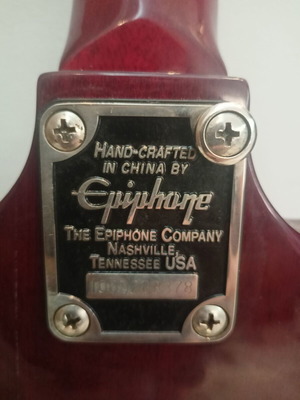 HAND-CRAFTED
IN CHINA BY
Epiphone
THE EPIPHONE COMPANY
NASHVILLE,
TENNESSEE USA